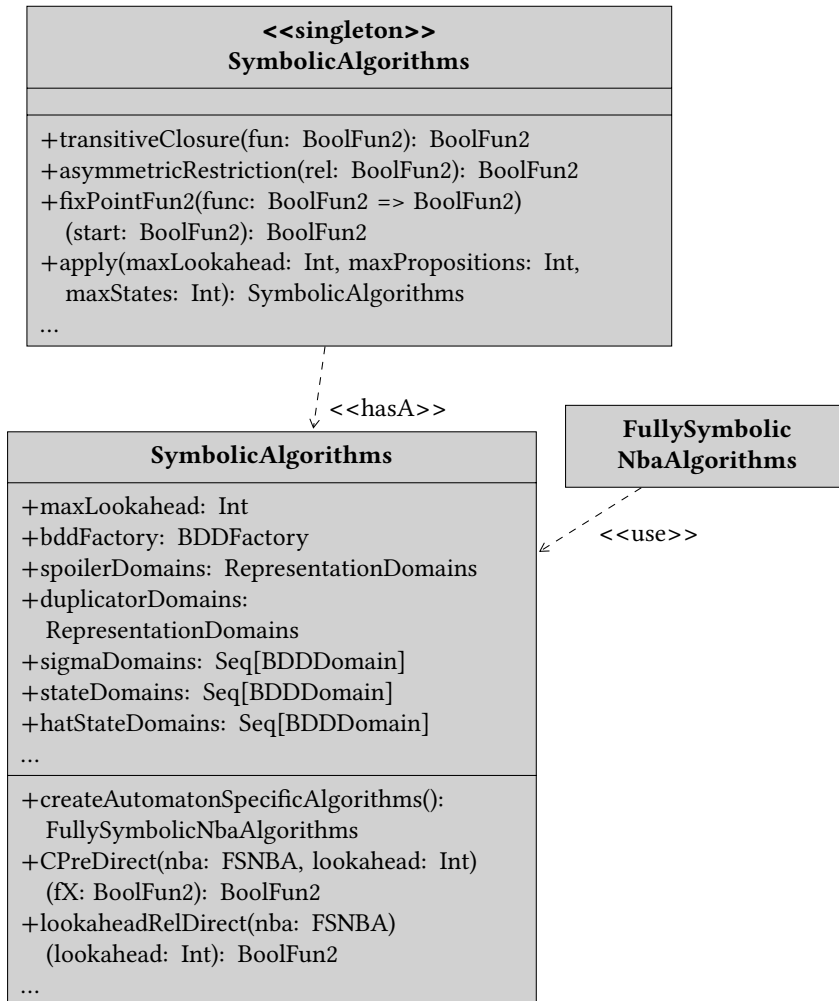 <<singleton>>
SymbolicAlgorithms
+transitiveClosure(fun: BoolFun2): BoolFun2
+asymmetricRestriction(rel: BoolFun2): BoolFun2
+fixPointFun2(func: BoolFun2 => BoolFun2)
(start: BoolFun2): BoolFun2
+apply(maxLookahead: Int, maxPropositions: Int,
maxStates: Int): SymbolicAlgorithms
...
<<hasA>>
SymbolicAlgorithms
+maxLookahead: Int
+bddFactory: BDDFactory
+spoilerDomains: RepresentationDomains
+duplicatorDomains:
RepresentationDomains
+sigmaDomains: Seq[BDDDomain]
+stateDomains: Seq[BDDDomain]
+hatStateDomains: Seq[BDDDomain]
...
+createAutomatonSpecificAlgorithms():
FullySymbolicNbaAlgorithms
+CPreDirect(nba: FSNBA, lookahead: Int)
(fX: BoolFun2): BoolFun2
+lookaheadRelDirect(nba: FSNBA)
(lookahead: Int): BoolFun2
...
FullySymbolic
NbaAlgorithms
<<use>>